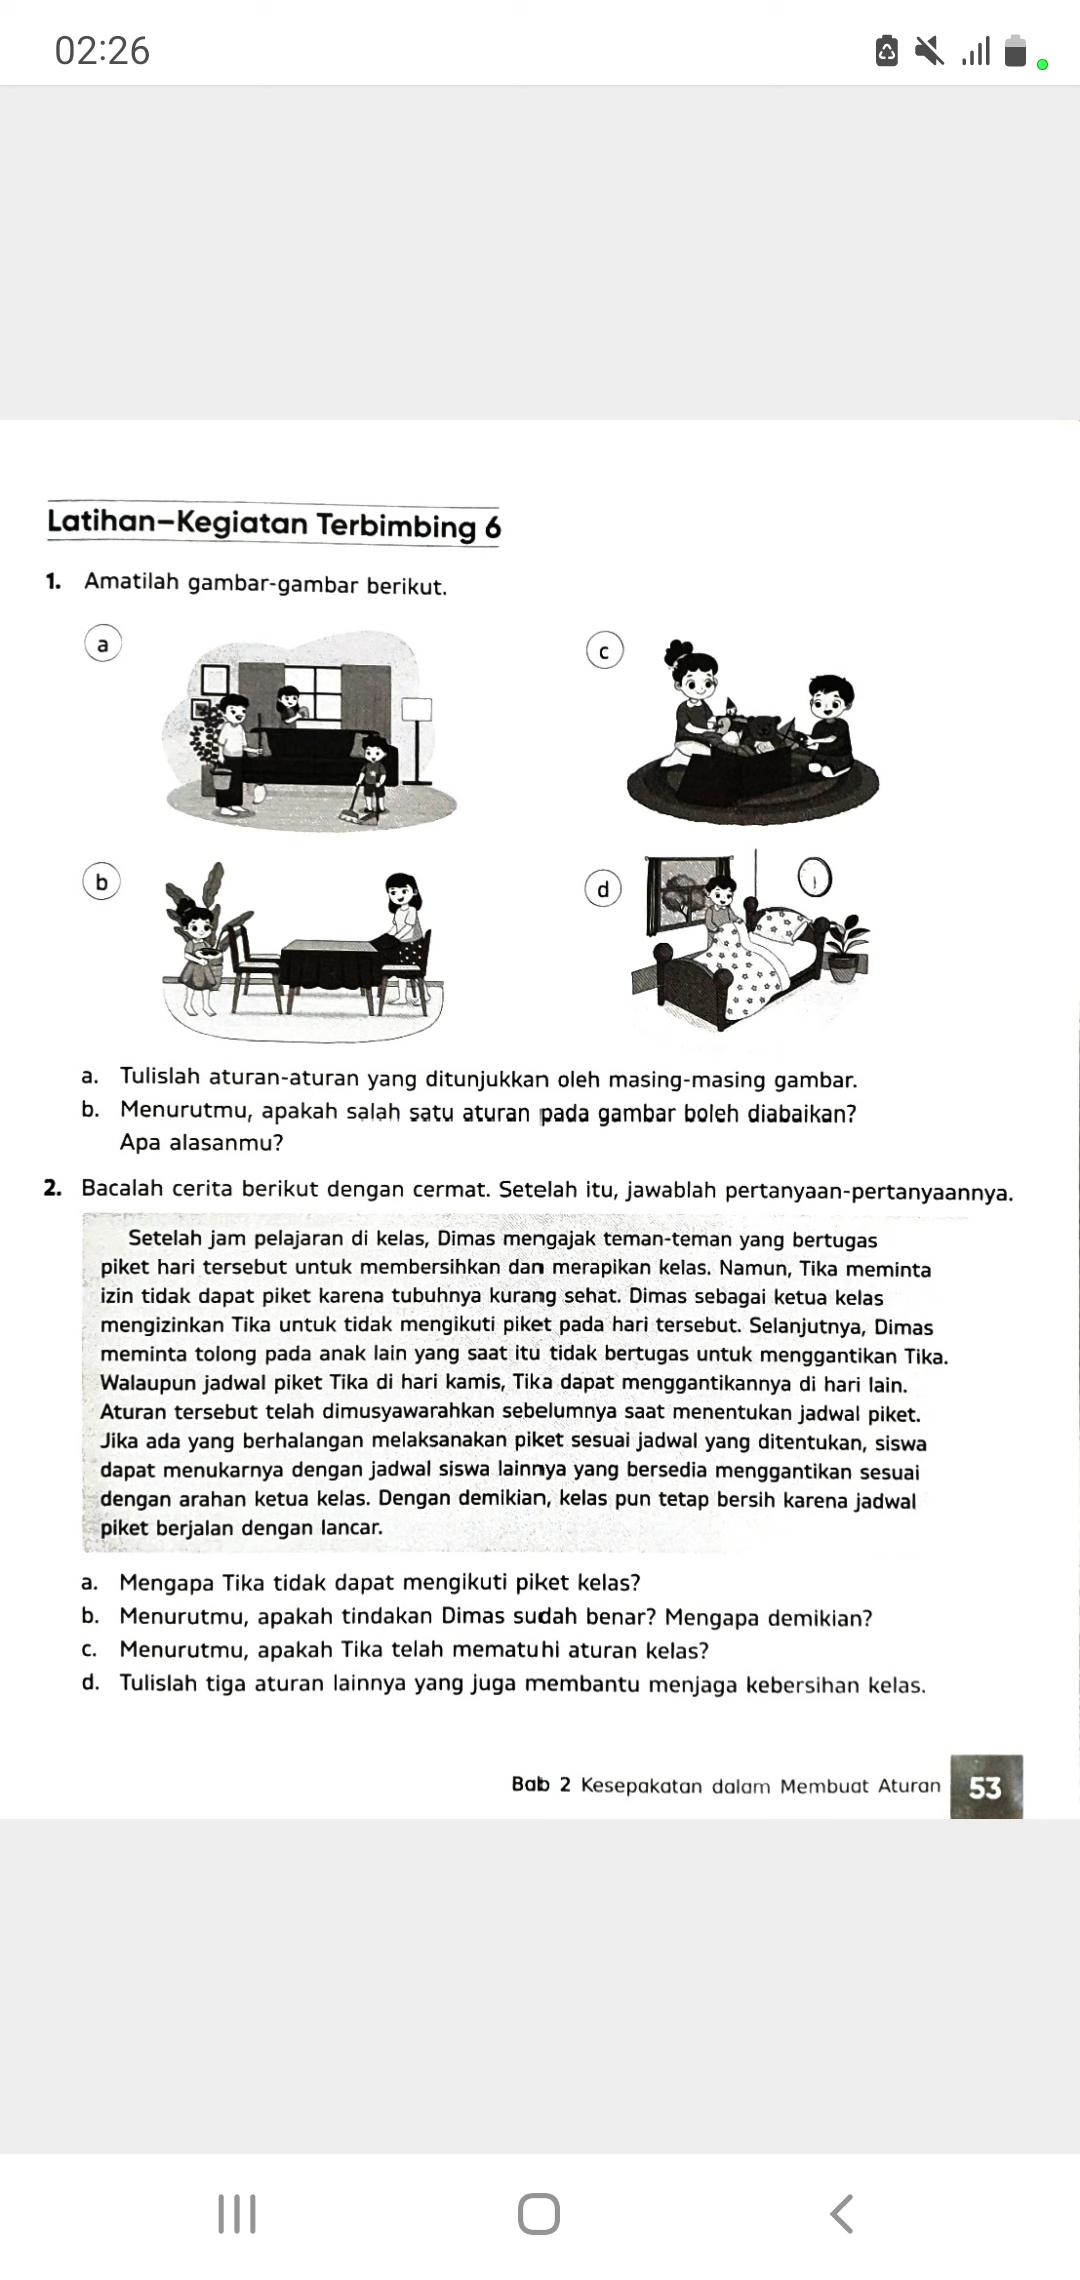 02:26
Latihan–Kegiatan Terbimbing 6
1. Amatilah gambar-gambar berikut.
a
c
b
d
a. Tulislah aturan-aturan yang ditunjukkan oleh masing-masing gambar.
b. Menurutmu, apakah salah satu aturan pada gambar boleh diabaikan?
Apa alasanmu?
2. Bacalah cerita berikut dengan cermat. Setelah itu, jawablah pertanyaan-pertanyaannya.
Setelah jam pelajaran di kelas, Dimas mengajak teman-teman yang bertugas
piket hari tersebut untuk membersihkan dan merapikan kelas. Namun, Tika meminta
izin tidak dapat piket karena tubuhnya kurang sehat. Dimas sebagai ketua kelas
mengizinkan Tika untuk tidak mengikuti piket pada hari tersebut. Selanjutnya, Dimas
meminta tolong pada anak lain yang saat itu tidak bertugas untuk menggantikan Tika.
Walaupun jadwal piket Tika di hari kamis, Tika dapat menggantikannya di hari lain.
Aturan tersebut telah dimusyawarahkan sebelumnya saat menentukan jadwal piket.
Jika ada yang berhalangan melaksanakan piket sesuai jadwal yang ditentukan, siswa
dapat menukarnya dengan jadwal siswa lainnya yang bersedia menggantikan sesuai
dengan arahan ketua kelas. Dengan demikian, kelas pun tetap bersih karena jadwal
piket berjalan dengan lancar.
a. Mengapa Tika tidak dapat mengikuti piket kelas?
b. Menurutmu, apakah tindakan Dimas sudah benar? Mengapa demikian?
c. Menurutmu, apakah Tika telah mematuhi aturan kelas?
d. Tulislah tiga aturan lainnya yang juga membantu menjaga kebersihan kelas.
Bab 2 Kesepakatan dalam Membuat Aturan 53